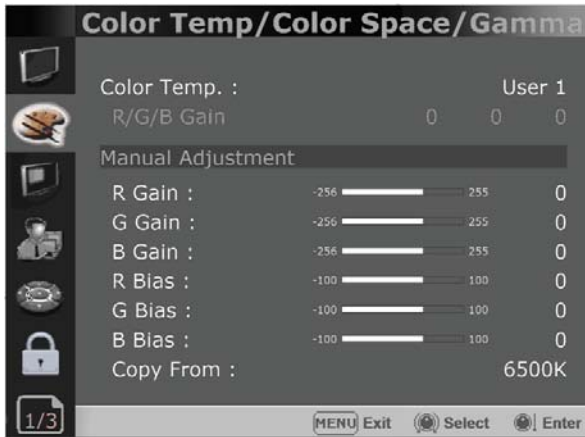 Color Temp/Color Space/Gamma
Color Temp. : User 1
R/G/B Gain 0 0 0
Manual Adjustment
R Gain : -256 255 0
G Gain : -256 255 0
B Gain : -256 255 0
R Bias : -100 100 0
G Bias : -100 100 0
B Bias : -100 100 0
Copy From : 6500K
1/3 MENU Exit Select Enter